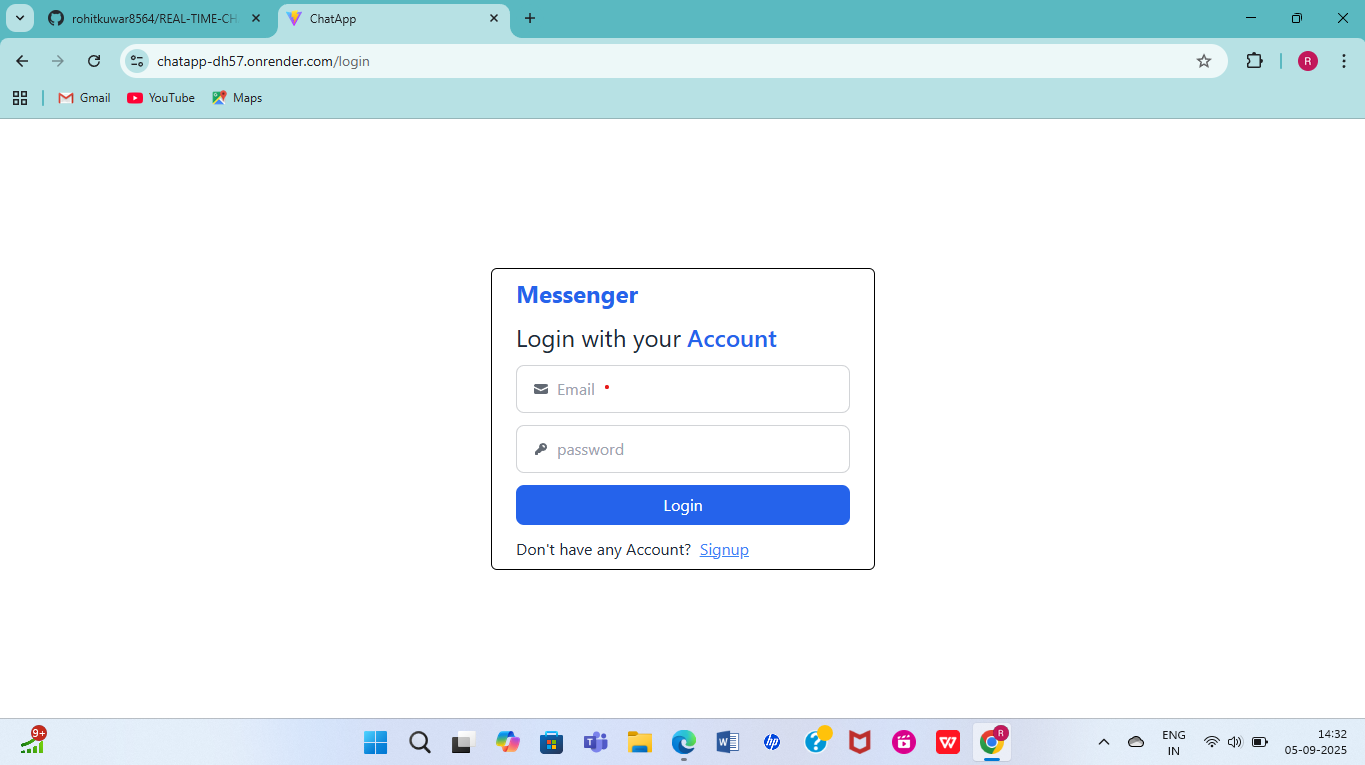 rohitkuwar8564/REAL-TIME-CH
ChatApp
chatapp-dh57.onrender.com/login
R
Gmail
YouTube
Maps
Messenger
Login with your Account
Email
password
Login
Don't have any Account? Signup
9+
W
hp
?
W
R
ENG
IN
14:32
05-09-2025